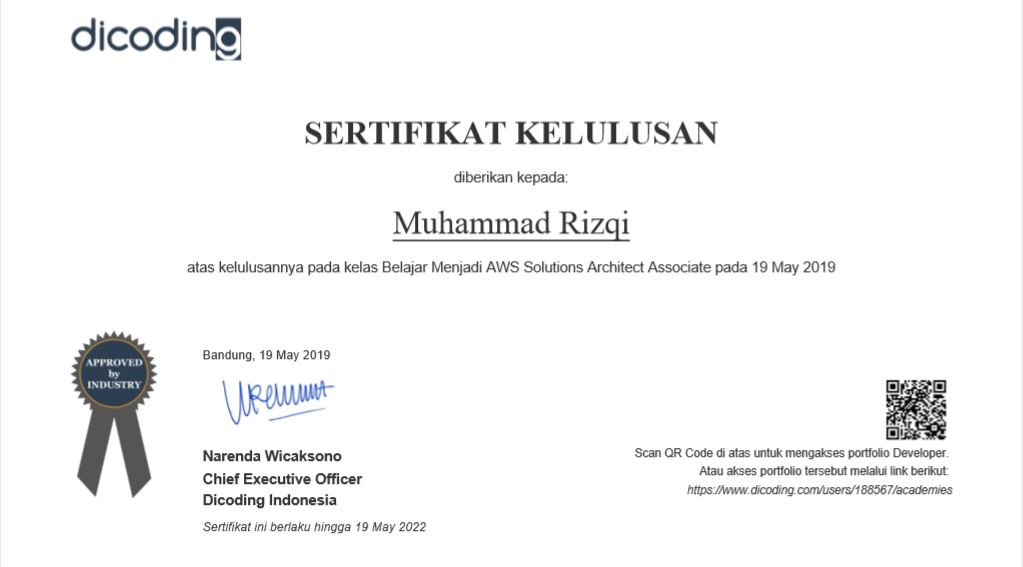 dicoding
SERTIFIKAT KELULUSAN
diberikan kepada:
Muhammad Rizqi
atas kelulusannya pada kelas Belajar Menjadi AWS Solutions Architect Associate pada 19 May 2019
APPROVED
by
INDUSTRY
Bandung, 19 May 2019
Narenda Wicaksono
Chief Executive Officer
Dicoding Indonesia
Sertifikat ini berlaku hingga 19 May 2022
Scan QR Code di atas untuk mengakses portfolio Developer.
Atau akses portfolio tersebut melalui link berikut:
https://www.dicoding.com/users/188567/academies